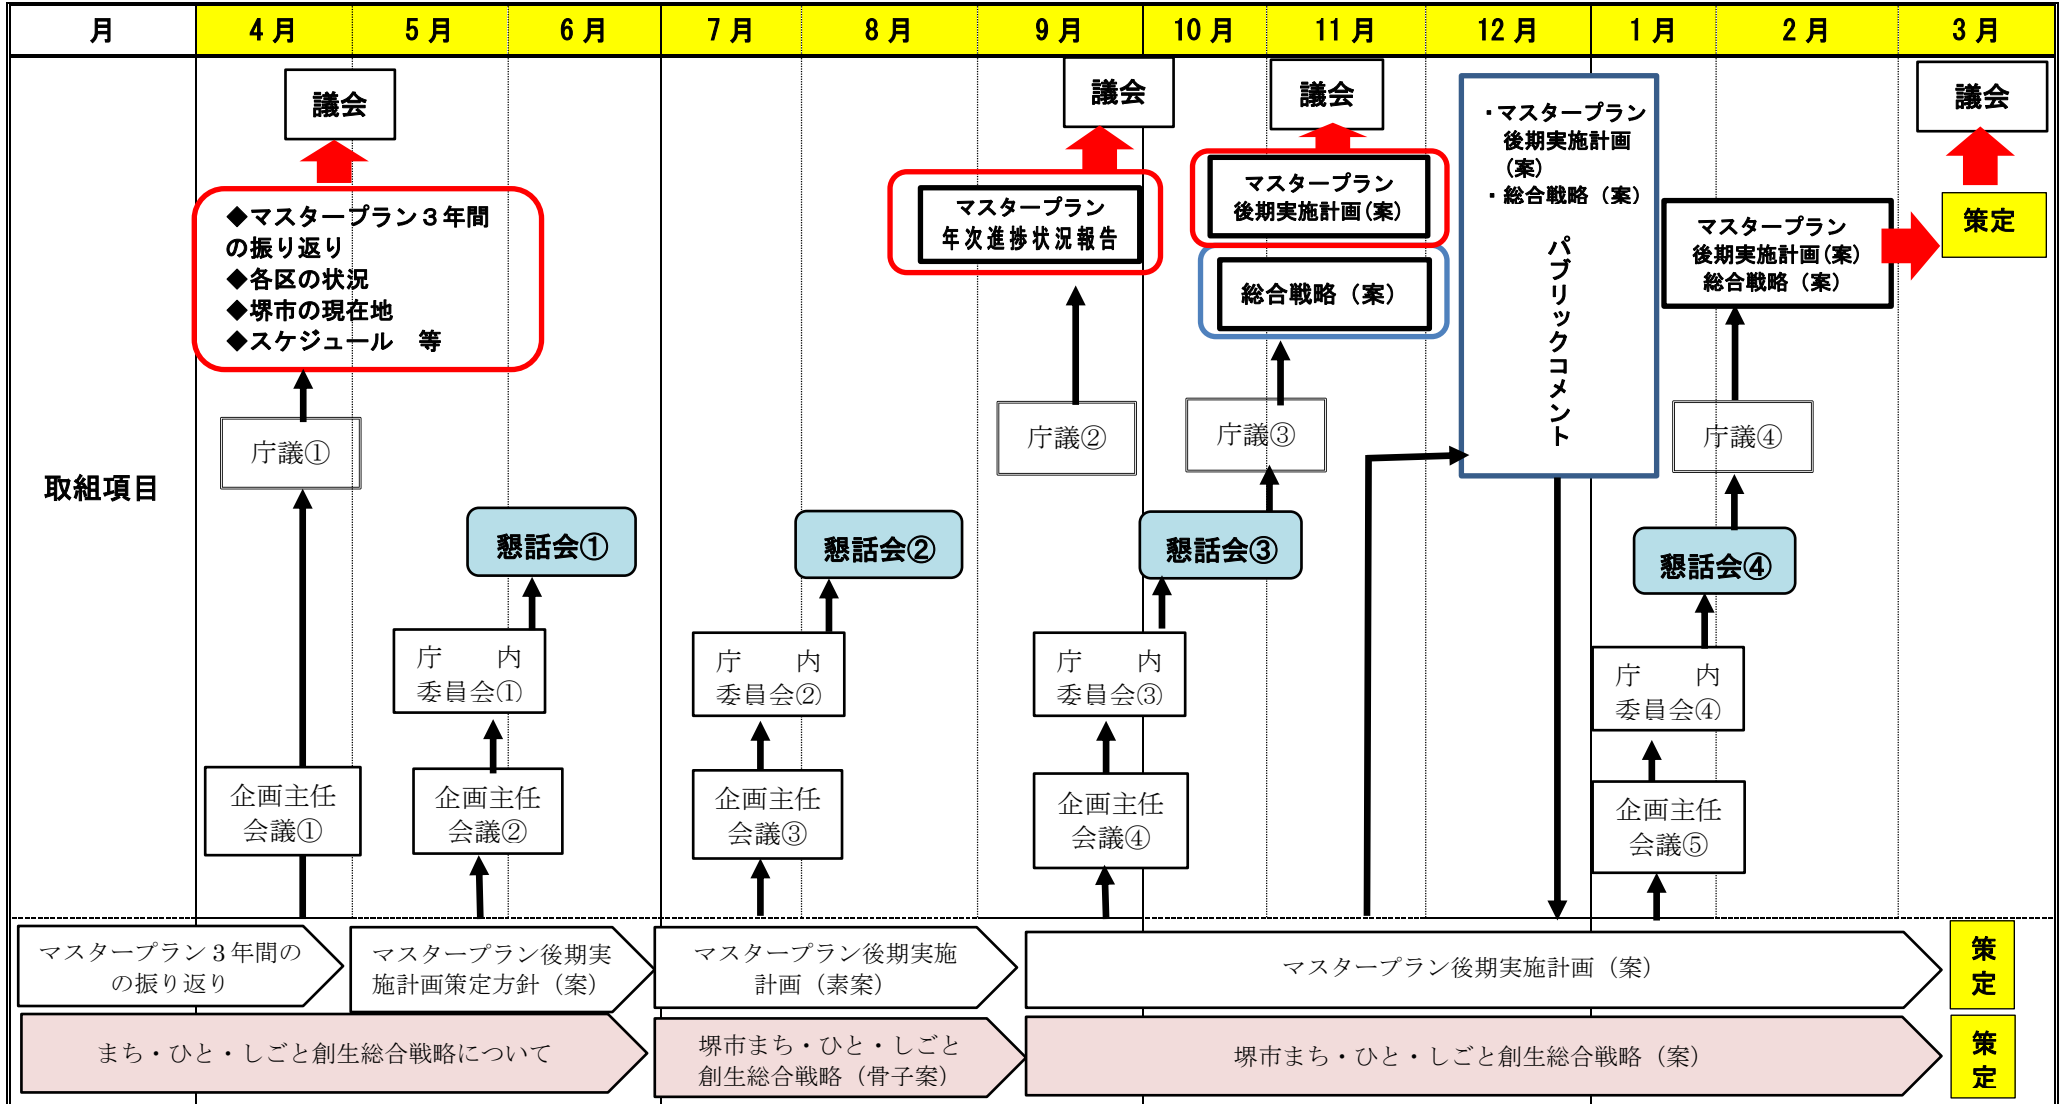 月
4月
5月
6月
7月
8月
9月
10月
11月
12月
1月
2月
3月
取組項目
議会
◆マスタープラン３年間
の振り返り
◆各区の状況
◆堺市の現在地
◆スケジュール　等
庁議①
企画主任
会議①
懇話会①
庁　内
委員会①
企画主任
会議②
懇話会②
庁　内
委員会②
企画主任
会議③
議会
マスタープラン
年次進捗状況報告
庁議②
懇話会③
庁　内
委員会③
企画主任
会議④
議会
マスタープラン
後期実施計画(案)
総合戦略（案）
庁議③
・マスタープラン
後期実施計画
(案)
・総合戦略（案）
パブリックコメント
マスタープラン
後期実施計画(案)
総合戦略（案）
庁議④
懇話会④
庁　内
委員会④
企画主任
会議⑤
議会
策定
マスタープラン３年間の
の振り返り
マスタープラン後期実
施計画策定方針（案）
マスタープラン後期実施
計画（素案）
マスタープラン後期実施計画（案）
策
定
まち・ひと・しごと創生総合戦略について
堺市まち・ひと・しごと
創生総合戦略（骨子案）
堺市まち・ひと・しごと創生総合戦略（案）
策
定